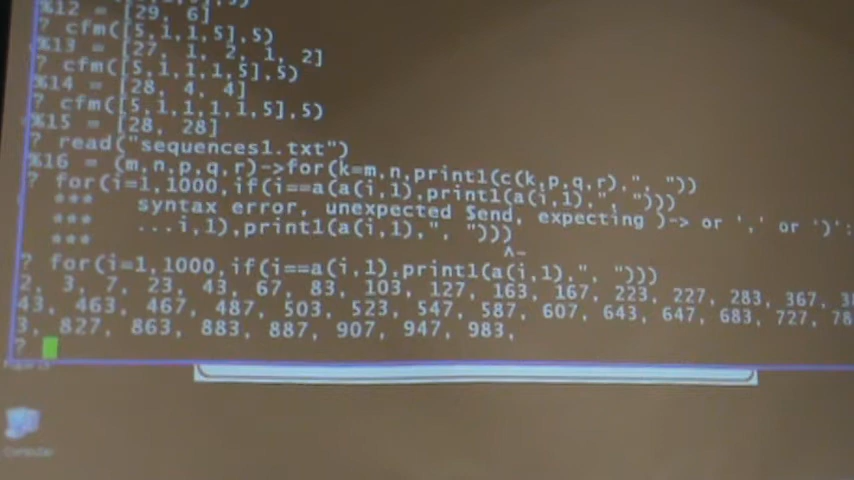 %12 = [29, 6]
? cfm([5,1,1,5],5)
%13 = [27, 1, 2, 1, 2]
? cfm([5,1,1,1,5],5)
%14 = [28, 4, 4]
? cfm([5,1,1,1,1,5],5)
%15 = [28, 28]
? read("sequences1.txt")
%16 = (m,n,p,q,r)->for(k=m,n,print1(c(k,p,q,r),", "))
? for(i=1,1000,if(i==a(a(i,1),print1(a(i,1),", ")))
*** syntax error, unexpected $end, expecting )-> or ',' or ')':
*** ...i,1),print1(a(i,1),", ")))
*** ^-
? for(i=1,1000,if(i==a(i,1),print1(a(i,1),", ")))
2, 3, 7, 23, 43, 67, 83, 103, 127, 163, 167, 223, 227, 283, 367,
43, 463, 467, 487, 503, 523, 547, 587, 607, 643, 647, 683, 727,
3, 827, 863, 883, 887, 907, 947, 983,
?
Computer